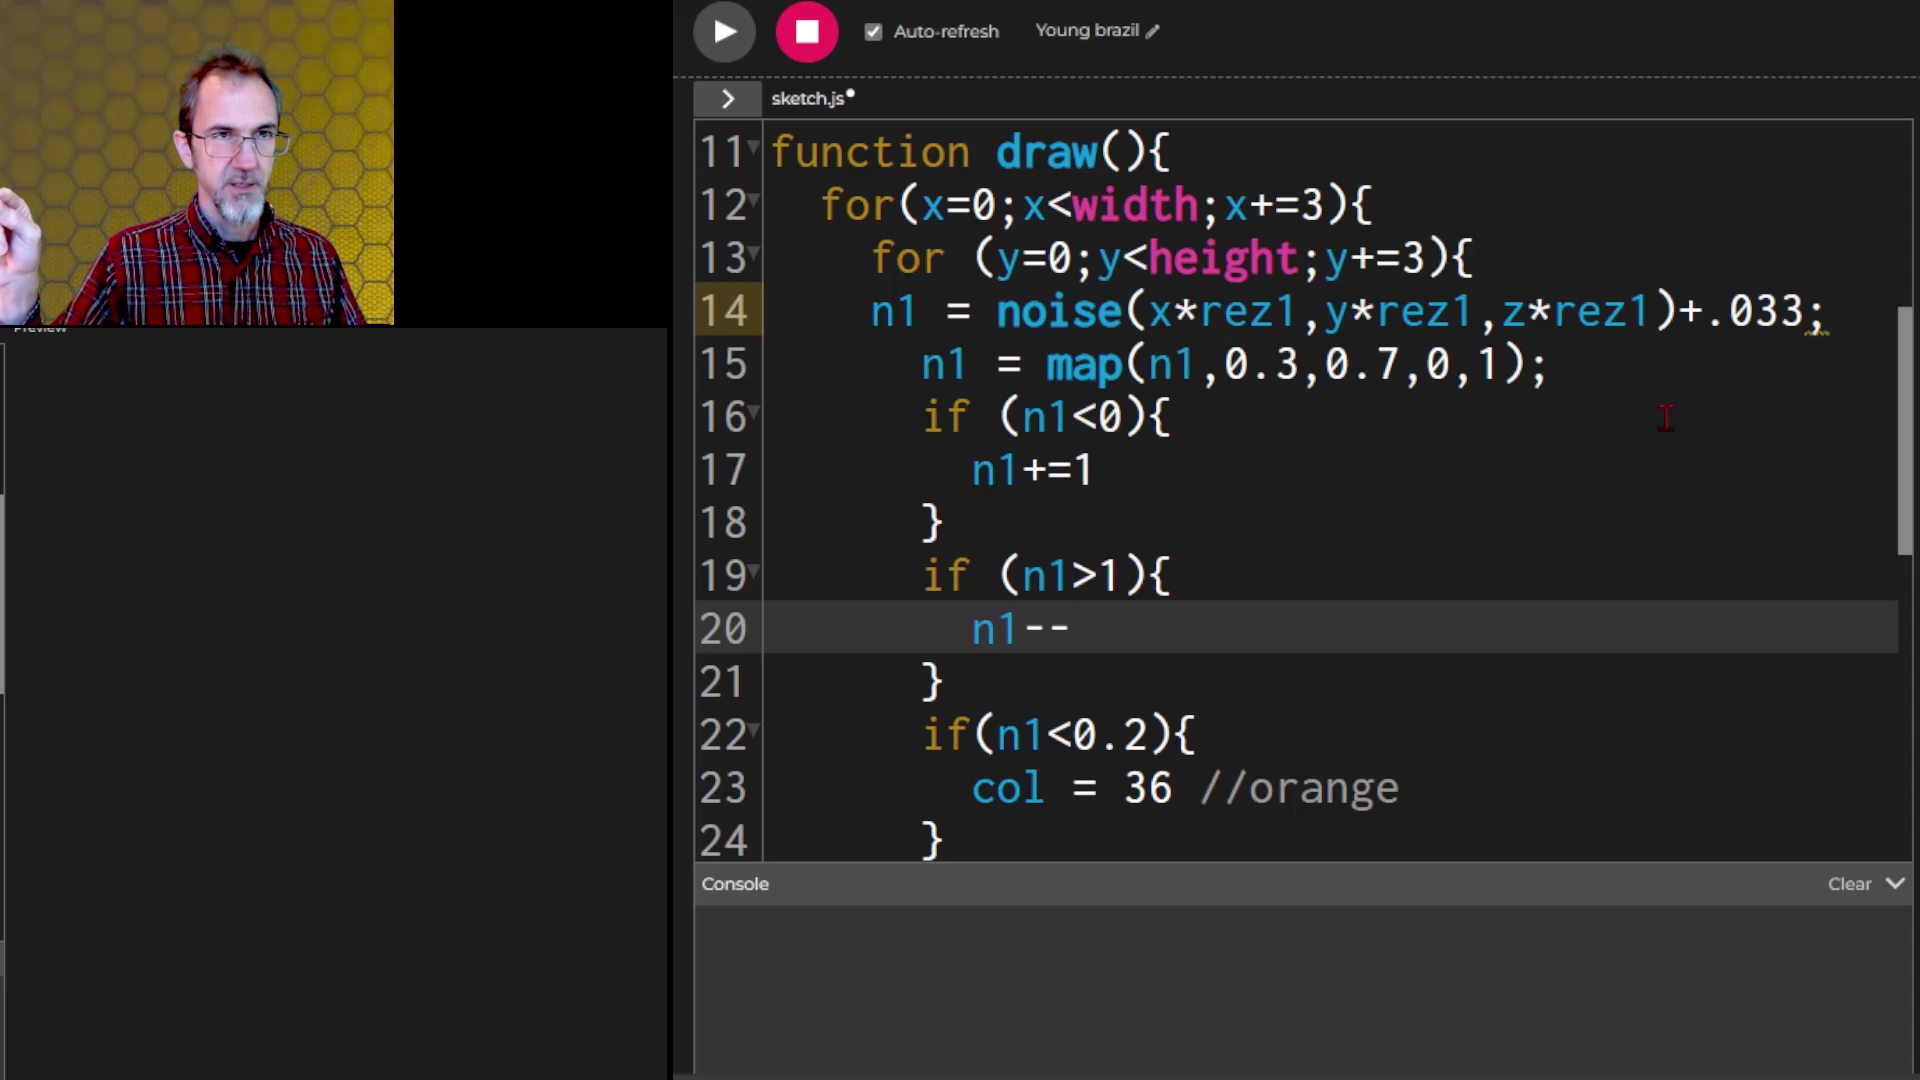 Auto-refresh
Young brazil
sketch.js
Preview
11 function draw(){
12 for(x=0;x<width;x+=3){
13 for (y=0;y<height;y+=3){
14 n1 = noise(x*rez1,y*rez1,z*rez1)+.033;
15 n1 = map(n1,0.3,0.7,0,1);
16 if (n1<0){
17 n1+=1
18 }
19 if (n1>1){
20 n1--
21 }
22 if(n1<0.2){
23 col = 36 //orange
24 }
Console
Clear